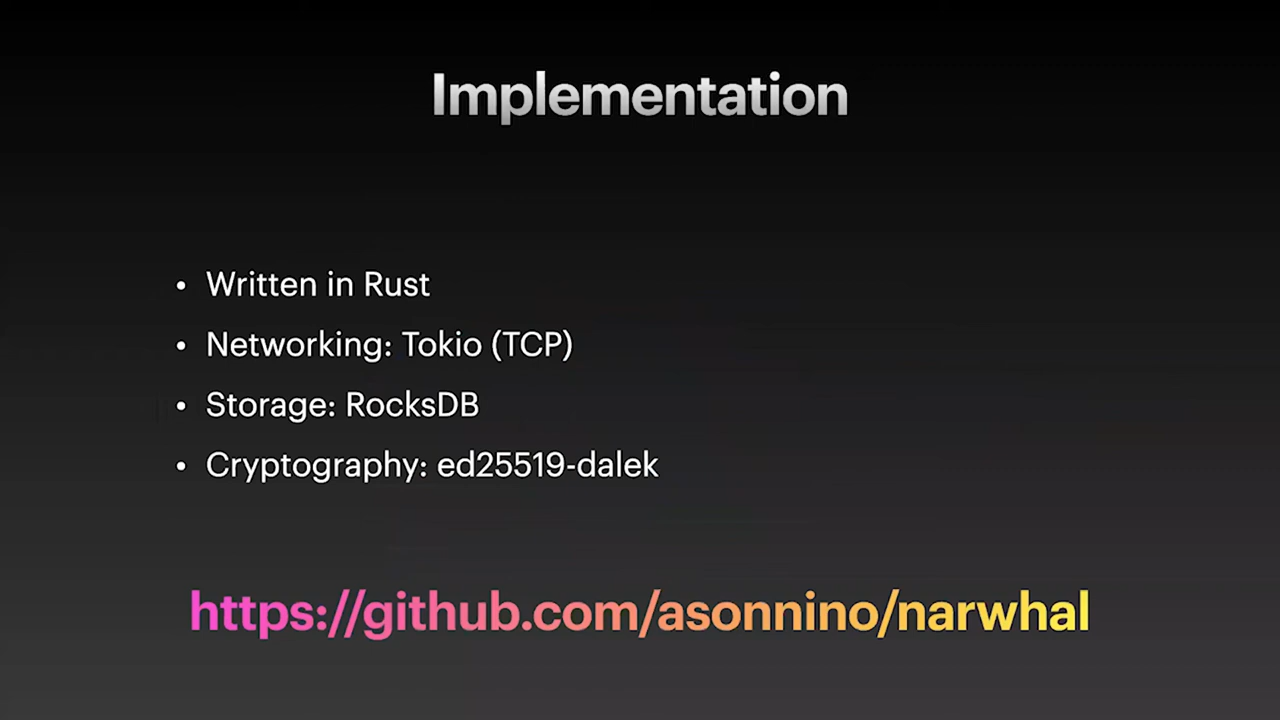 Implementation
• Written in Rust
• Networking: Tokio (TCP)
• Storage: RocksDB
• Cryptography: ed25519-dalek
https://github.com/asonnino/narwhal